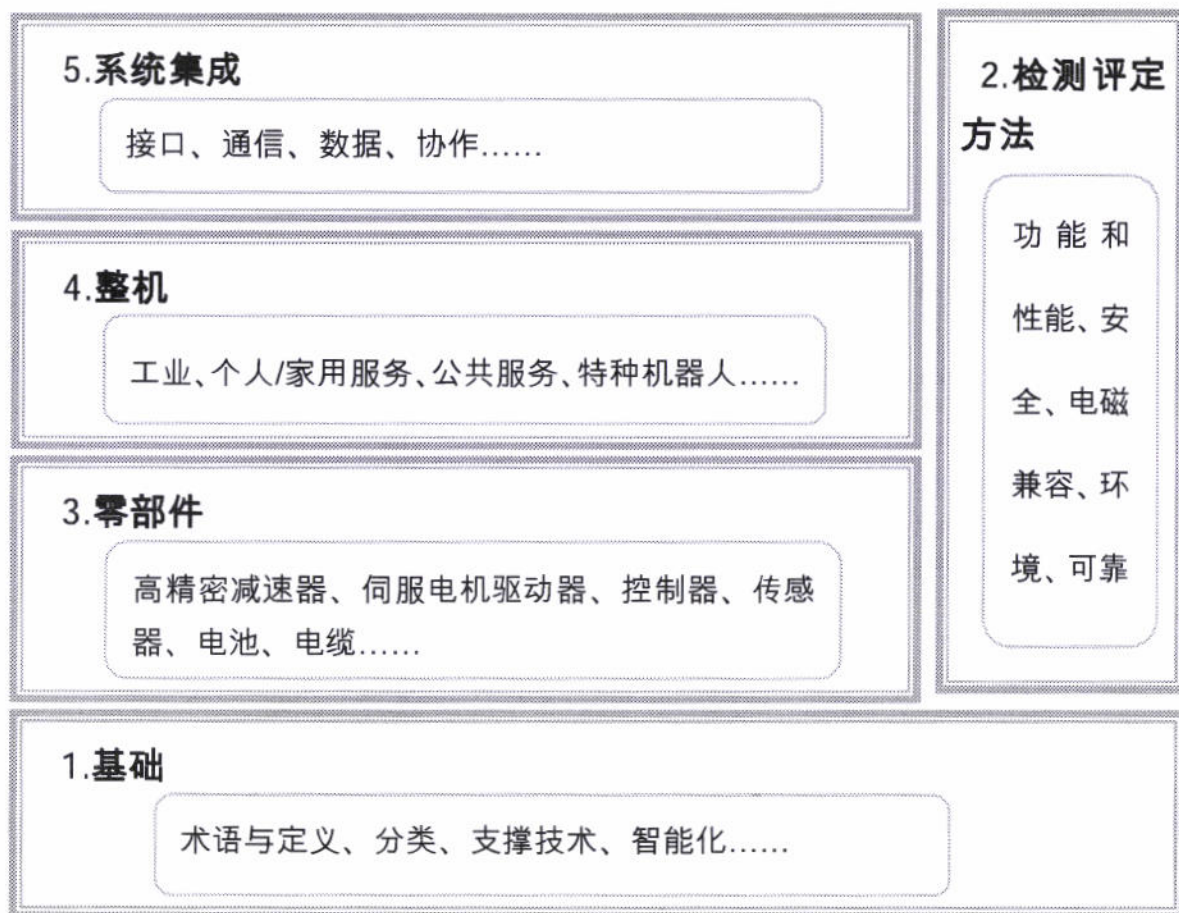 5.系统集成
接口、通信、数据、协作……
4.整机
工业、个人/家用服务、公共服务、特种机器人……
3.零部件
高精密减速器、伺服电机驱动器、控制器、传感
器、电池、电缆……
2.检测评定
方法
功能和
性能、安
全、电磁
兼容、环
境、可靠
1.基础
术语与定义、分类、支撑技术、智能化……